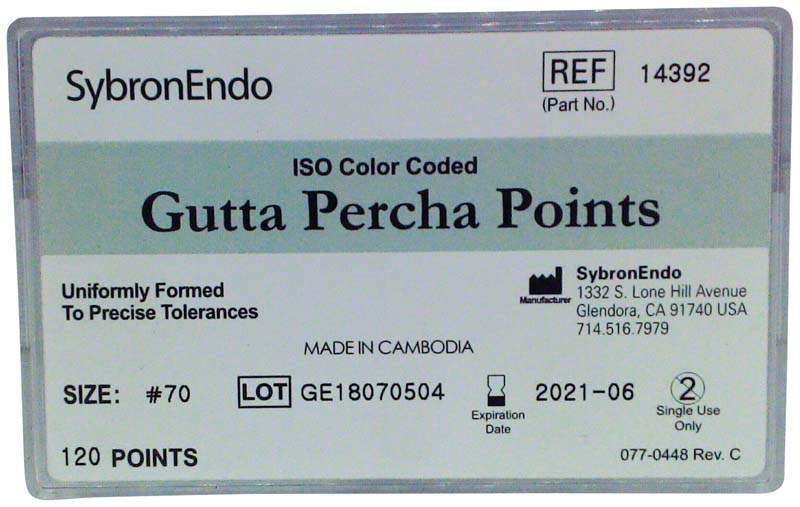 SybronEndo
REF 14392
(Part No.)
ISO Color Coded
Gutta Percha Points
Uniformly Formed
To Precise Tolerances
Manufacturer
SybronEndo
1332 S. Lone Hill Avenue
Glendora, CA 91740 USA
714.516.7979
MADE IN CAMBODIA
SIZE: #70
LOT GE18070504
Expiration
Date
2021-06
2
Single Use
Only
120 POINTS
077-0448 Rev. C